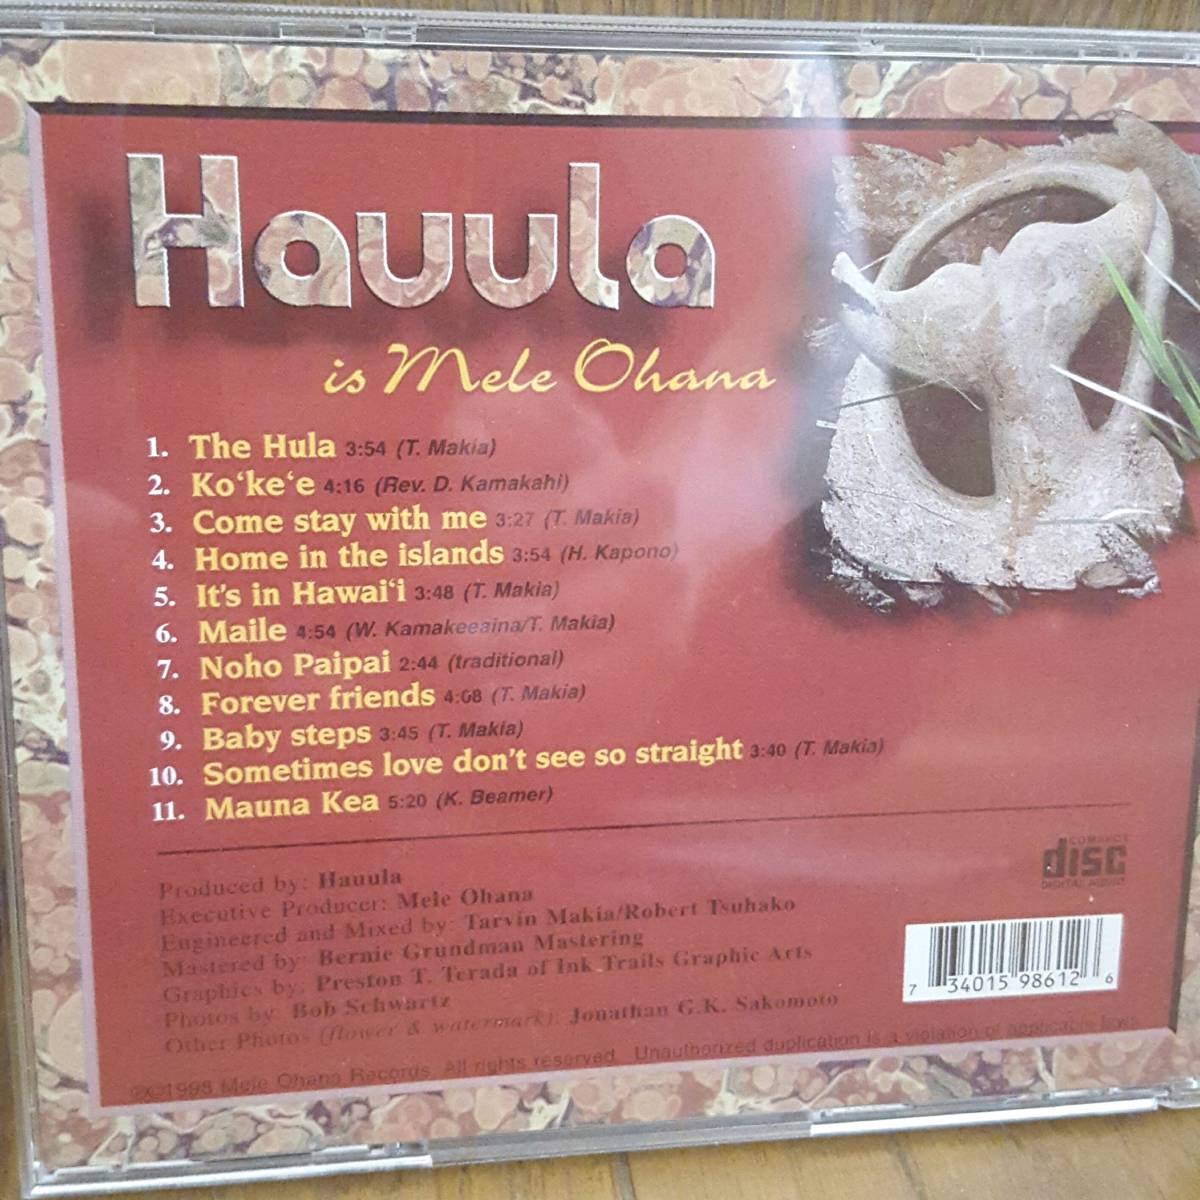 Hauula
is Mele Ohana
1. The Hula 3:54 (T. Makia)
2. Ko‘ke‘e 4:16 (Rev. D. Kamakahi)
3. Come stay with me 3:27 (T. Makia)
4. Home in the islands 3:54 (H. Kapono)
5. It's in Hawai‘i 3:48 (T. Makia)
6. Maile 4:54 (W. Kamakeeaina/T. Makia)
7. Noho Paipai 2:44 (traditional)
8. Forever friends 4:08 (T. Makia)
9. Baby steps 3:45 (T. Makia)
10. Sometimes love don't see so straight 3:40 (T. Makia)
11. Mauna Kea 5:20 (K. Beamer)
COMPACT
disc
DIGITAL AUDIO
Produced by: Hauula
Executive Producer: Mele Ohana
Engineered and Mixed by: Tarvin Makia/Robert Tsuhako
Mastered by: Bernie Grundman Mastering
Graphics by: Preston T. Terada of Ink Trails Graphic Arts
Photos by: Bob Schwartz
Other Photos (flower & watermark): Jonathan G.K. Sakomoto
7 34015 98612 6
Mele Ohana Records. All rights reserved. Unauthorized duplication is a violation of applicable laws.